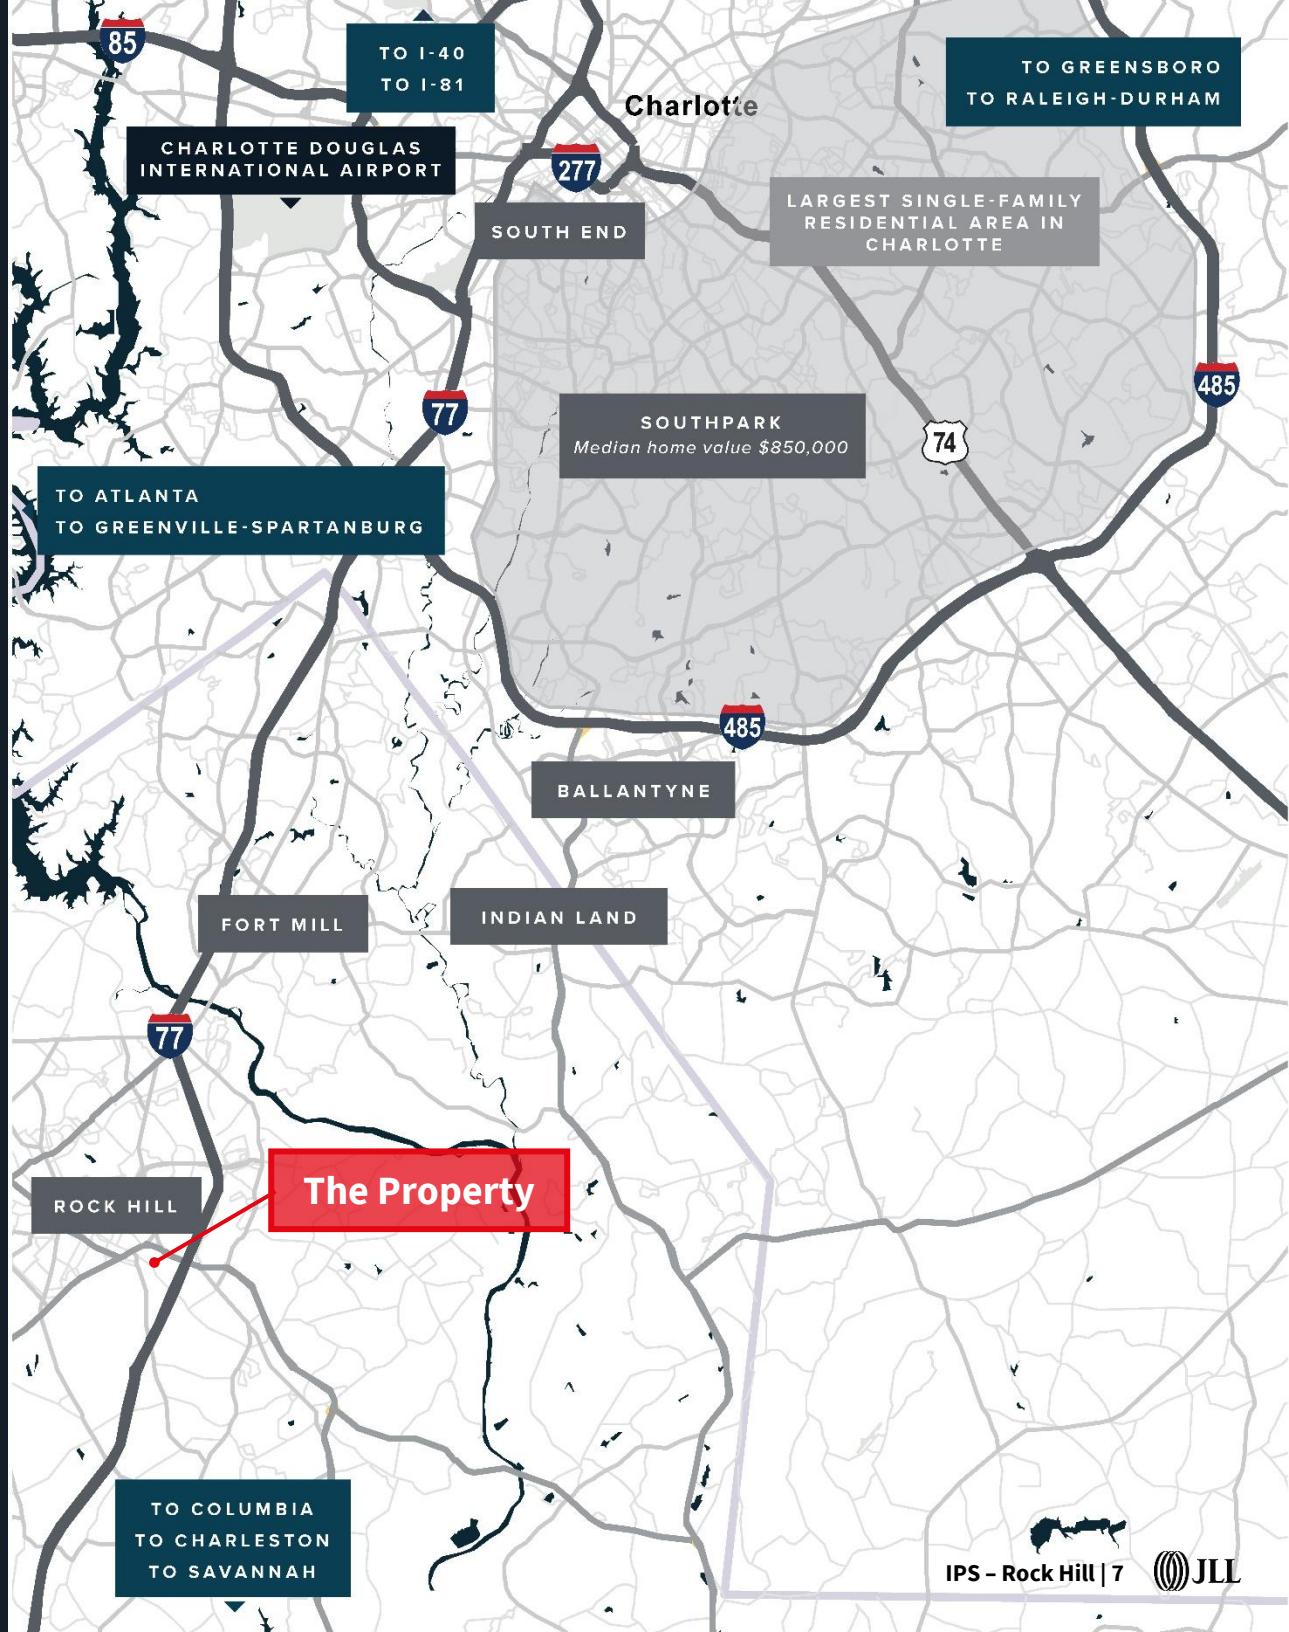 85
TO I-40
TO I-81
TO GREENSBORO
TO RALEIGH-DURHAM
Charlotte
CHARLOTTE DOUGLAS
INTERNATIONAL AIRPORT
277
SOUTH END
LARGEST SINGLE-FAMILY
RESIDENTIAL AREA IN
CHARLOTTE
485
77
SOUTHPARK
Median home value $850,000
74
TO ATLANTA
TO GREENVILLE-SPARTANBURG
485
BALLANTYNE
FORT MILL
INDIAN LAND
77
The Property
ROCK HILL
TO COLUMBIA
TO CHARLESTON
TO SAVANNAH
IPS – Rock Hill | 7
JLL